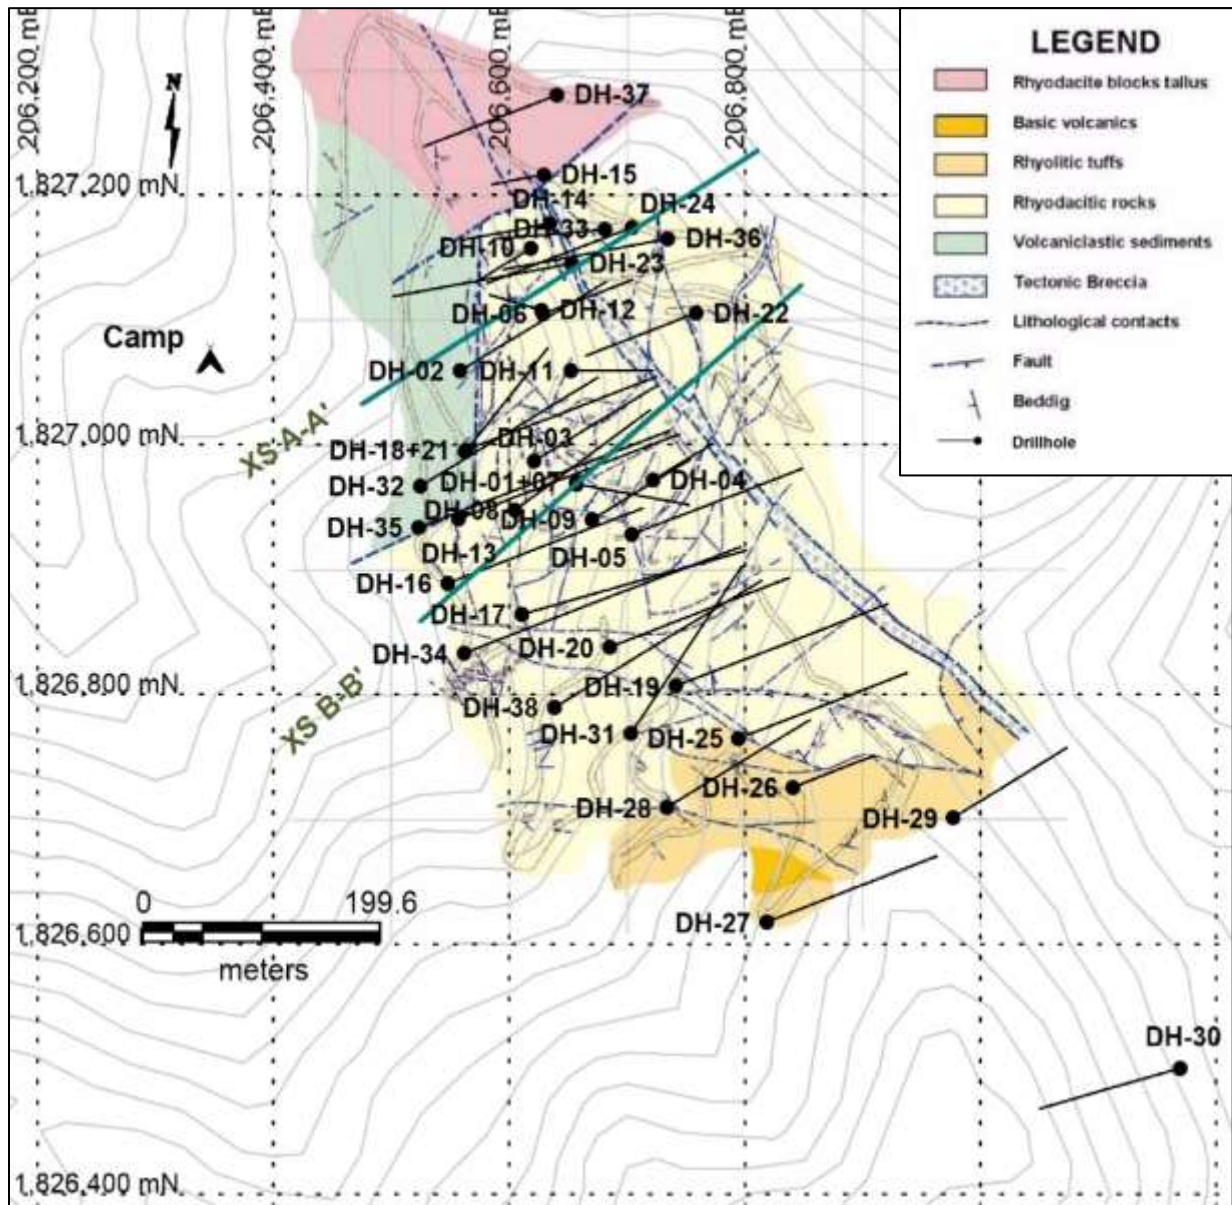 206,200 mE
206,400 mE
206,600 mE
206,800 mE
LEGEND
Rhyodacite blocks tallus
Basic volcanics
Rhyolitic tuffs
Rhyodacitic rocks
Volcaniclastic sediments
Tectonic Breccia
Lithological contacts
Fault
Beddig
Drillhole
N
DH-37
1,827,200 mN
DH-15
DH-14
DH-24
DH-33
DH-10
DH-36
DH-23
DH-06
DH-12
DH-22
Camp
DH-02
DH-11
XS A-A'
1,827,000 mN
DH-03
DH-18+21
DH-32
DH-01+07
DH-04
DH-08
DH-09
DH-35
DH-13
DH-05
DH-16
DH-17
DH-34
DH-20
XS B-B'
1,826,800 mN
DH-19
DH-38
DH-31
DH-25
DH-26
DH-28
DH-29
0 199.6
meters
DH-27
1,826,600 mN
DH-30
1,826,400 mN